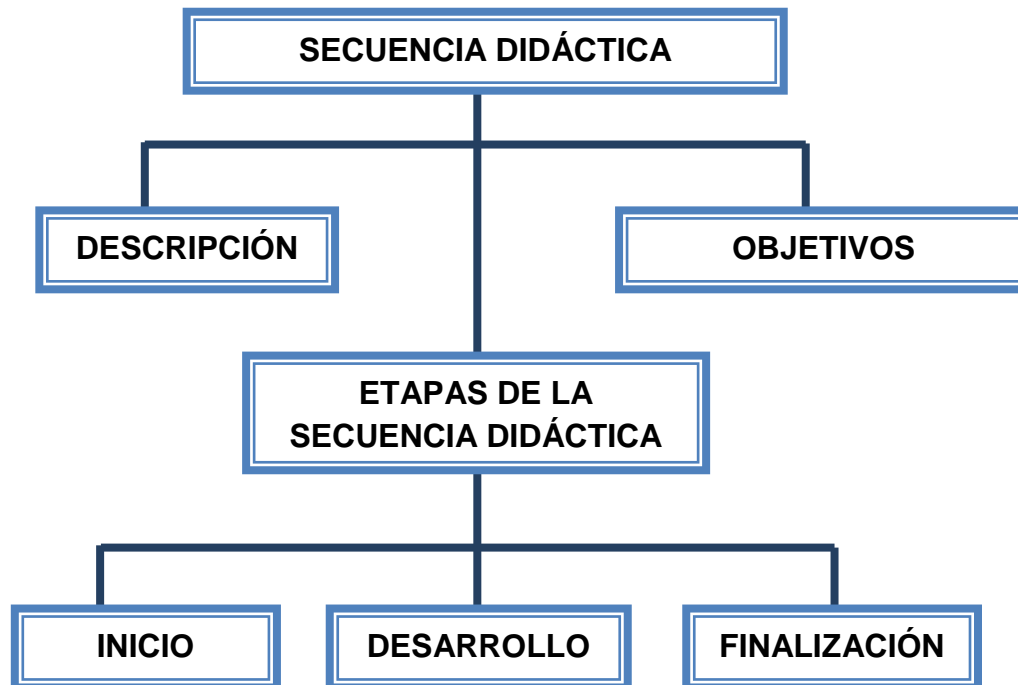 SECUENCIA DIDÁCTICA
DESCRIPCIÓN
OBJETIVOS
ETAPAS DE LA
SECUENCIA DIDÁCTICA
INICIO
DESARROLLO
FINALIZACIÓN